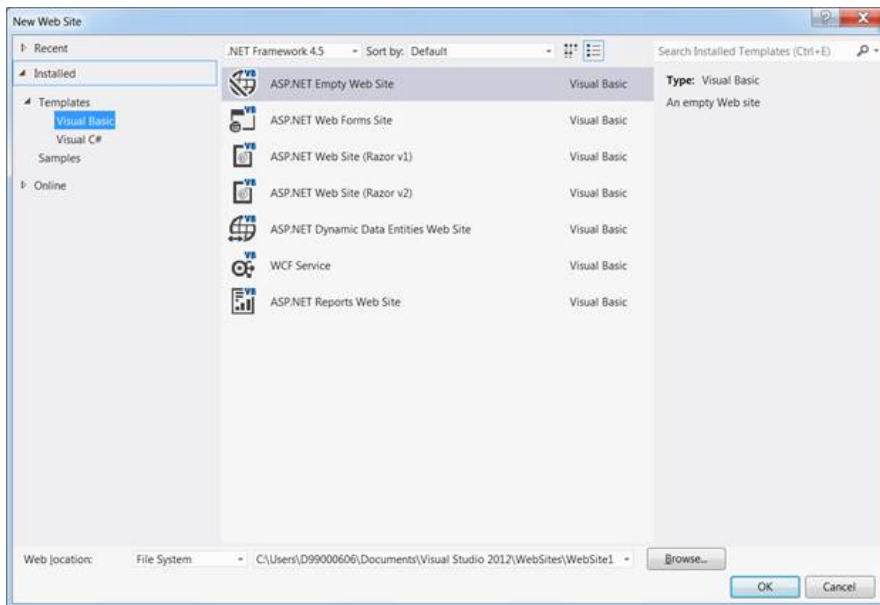 New Web Site
Recent
Installed
Templates
Visual Basic
Visual C#
Samples
Online
.NET Framework 4.5 Sort by: Default
Search Installed Templates (Ctrl+E)
ASP.NET Empty Web Site Visual Basic
ASP.NET Web Forms Site Visual Basic
ASP.NET Web Site (Razor v1) Visual Basic
ASP.NET Web Site (Razor v2) Visual Basic
ASP.NET Dynamic Data Entities Web Site Visual Basic
WCF Service Visual Basic
ASP.NET Reports Web Site Visual Basic
Type: Visual Basic
An empty Web site
Web location: File System C:\Users\D99000606\Documents\Visual Studio 2012\WebSites\WebSite1 Browse...
OK Cancel